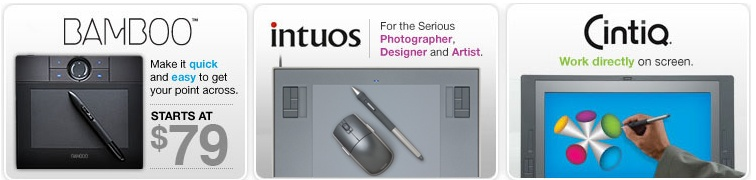 BAMBOO™
Make it quick
and easy to get
your point across.
STARTS AT
$79
BAMBOO
intuos
For the Serious
Photographer,
Designer and Artist.
Cintiq.
Work directly on screen.